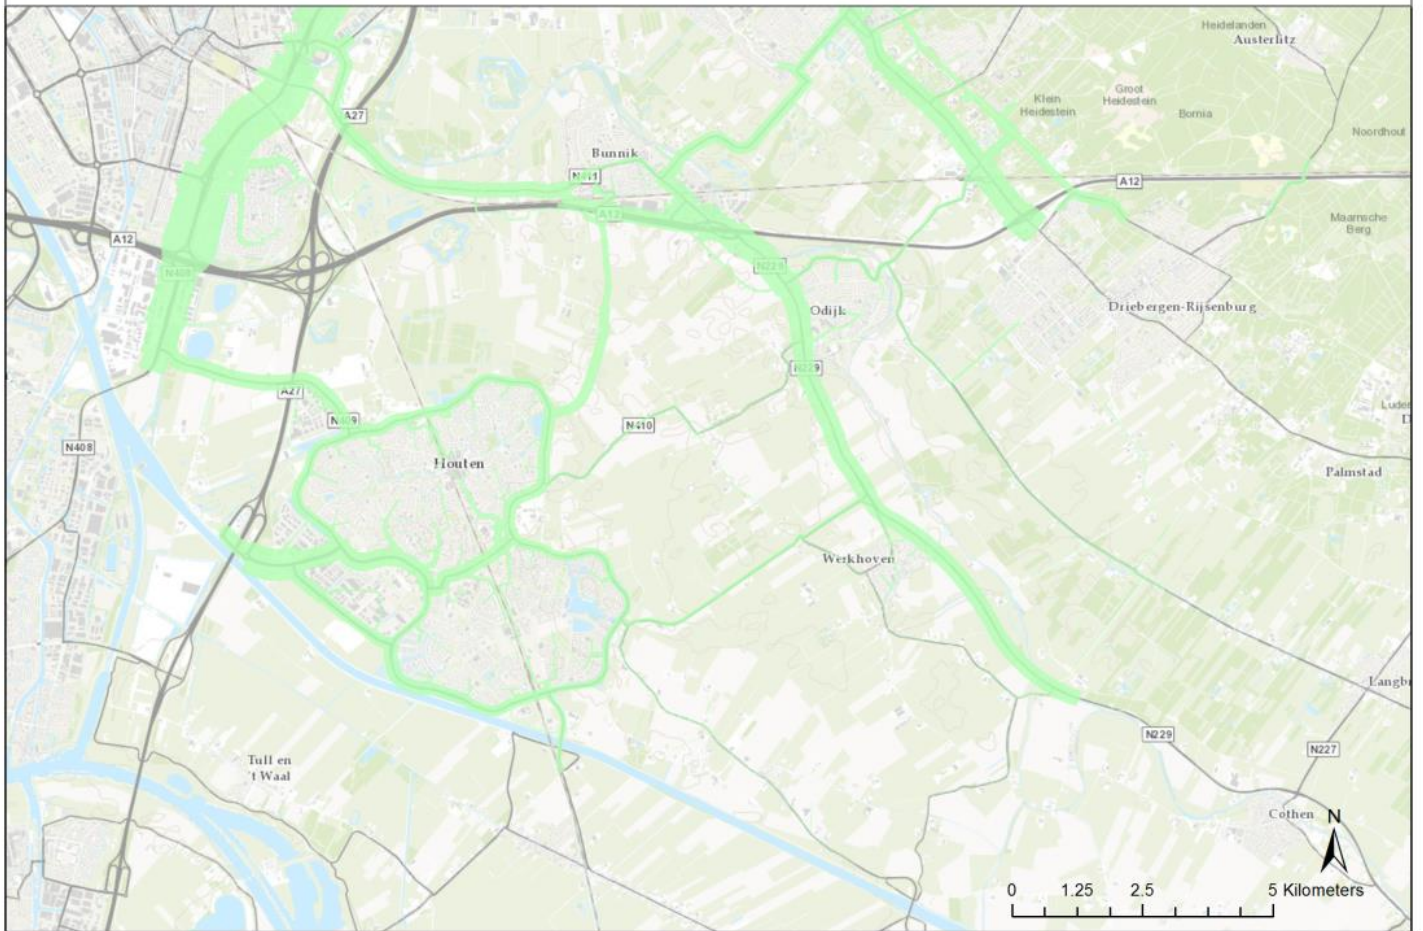 Heidelanden
Austerlitz
Groot
Heidestein
Klein
Heidestein
Bornia
A27
Noordhout
Bunnik
N411
A12
A12
Maarnsche
Berg
A12
N229
N408
Driebergen-Rijsenburg
Odijk
N229
A27
N409
N410
N408
Houten
Palmstad
Werkhoven
Langbr
N229
N227
Tull en
't Waal
Cothen
N
0 1.25 2.5 5 Kilometers